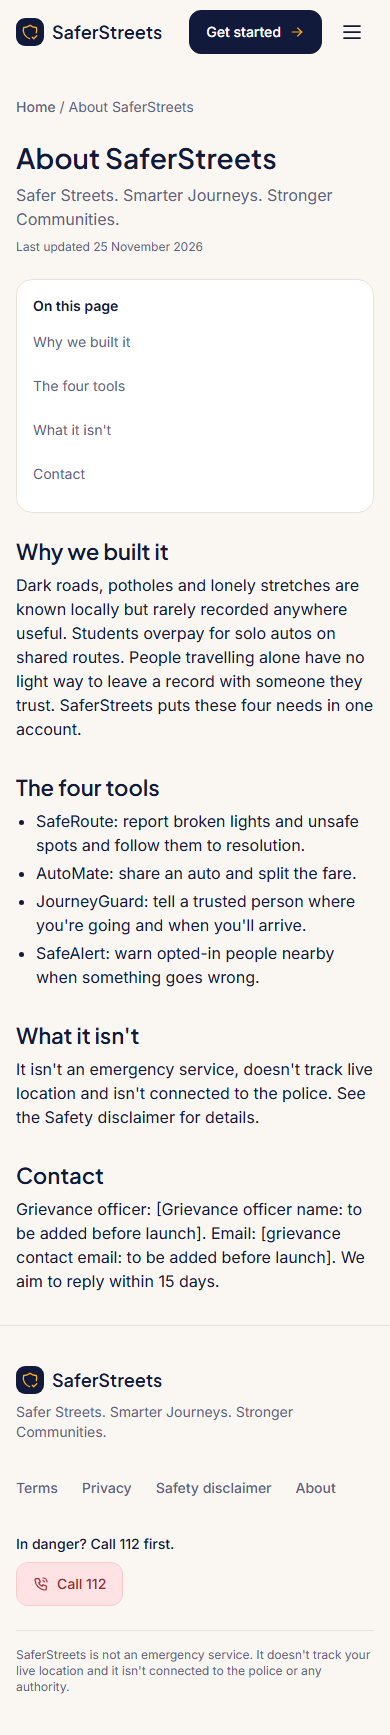 SaferStreets
Get started →
Home / About SaferStreets
About SaferStreets
Safer Streets. Smarter Journeys. Stronger
Communities.
Last updated 25 November 2026
On this page
Why we built it
The four tools
What it isn't
Contact
Why we built it
Dark roads, potholes and lonely stretches are
known locally but rarely recorded anywhere
useful. Students overpay for solo autos on
shared routes. People travelling alone have no
light way to leave a record with someone they
trust. SaferStreets puts these four needs in one
account.
The four tools
• SafeRoute: report broken lights and unsafe
spots and follow them to resolution.
• AutoMate: share an auto and split the fare.
• JourneyGuard: tell a trusted person where
you're going and when you'll arrive.
• SafeAlert: warn opted-in people nearby
when something goes wrong.
What it isn't
It isn't an emergency service, doesn't track live
location and isn't connected to the police. See
the Safety disclaimer for details.
Contact
Grievance officer: [Grievance officer name: to
be added before launch]. Email: [grievance
contact email: to be added before launch]. We
aim to reply within 15 days.
SaferStreets
Safer Streets. Smarter Journeys. Stronger
Communities.
Terms Privacy Safety disclaimer About
In danger? Call 112 first.
Call 112
SaferStreets is not an emergency service. It doesn't track your
live location and it isn't connected to the police or any
authority.